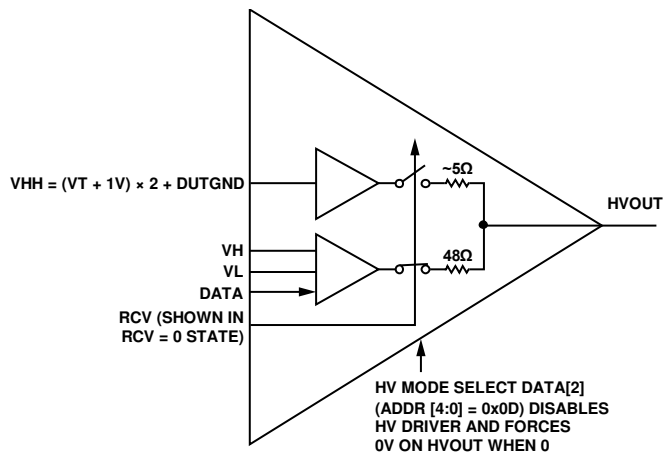 ~5Ω
VHH = (VT + 1V) × 2 + DUTGND
HVOUT
VH
48Ω
VL
DATA
RCV (SHOWN IN
RCV = 0 STATE)
HV MODE SELECT DATA[2]
(ADDR [4:0] = 0x0D) DISABLES
HV DRIVER AND FORCES
0V ON HVOUT WHEN 0